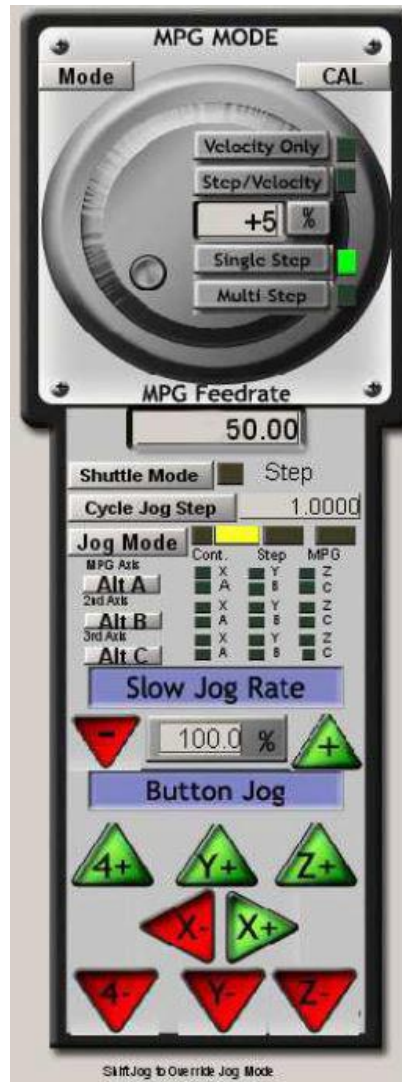 MPG MODE
Mode CAL
Velocity Only
Step/Velocity
+5 %
Single Step
Multi Step
MPG Feedrate
50.00
Shuttle Mode Step
Cycle Jog Step 1.0000
Jog Mode Cont. Step MPG
MPG Axis X Y Z
Alt A A B C
2nd Axis X Y Z
Alt B A B C
3rd Axis X Y Z
Alt C A B C
Slow Jog Rate
- 100.0 % +
Button Jog
4+ Y+ Z+
X- X+
4- Y- Z-
Shift Jog to Override Jog Mode